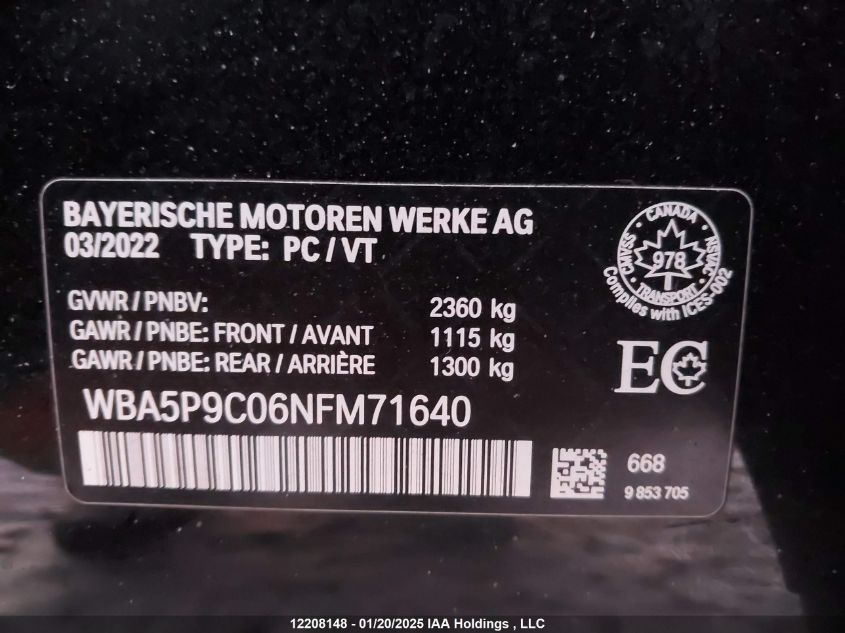 BAYERISCHE MOTOREN WERKE AG
03/2022 TYPE: PC / VT
GVWR / PNBV: 2360 kg
GAWR / PNBE: FRONT / AVANT 1115 kg
GAWR / PNBE: REAR / ARRIÈRE 1300 kg
WBA5P9C06NFM71640
CANADA
CMVSS
978
NSVAC
TRANSPORT
Complies with ICES-002
EC
668
9 853 705
12208148 - 01/20/2025 IAA Holdings , LLC